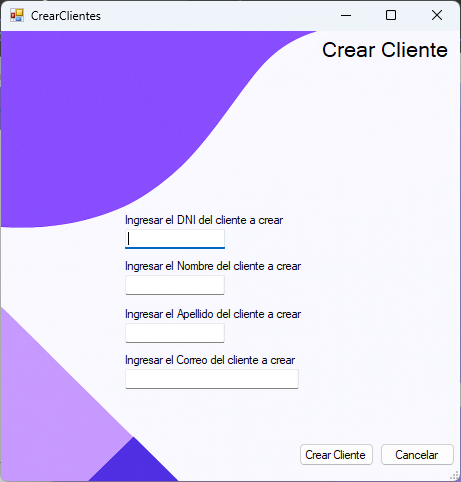 CrearClientes
Crear Cliente
Ingresar el DNI del cliente a crear
Ingresar el Nombre del cliente a crear
Ingresar el Apellido del cliente a crear
Ingresar el Correo del cliente a crear
Crear Cliente
Cancelar